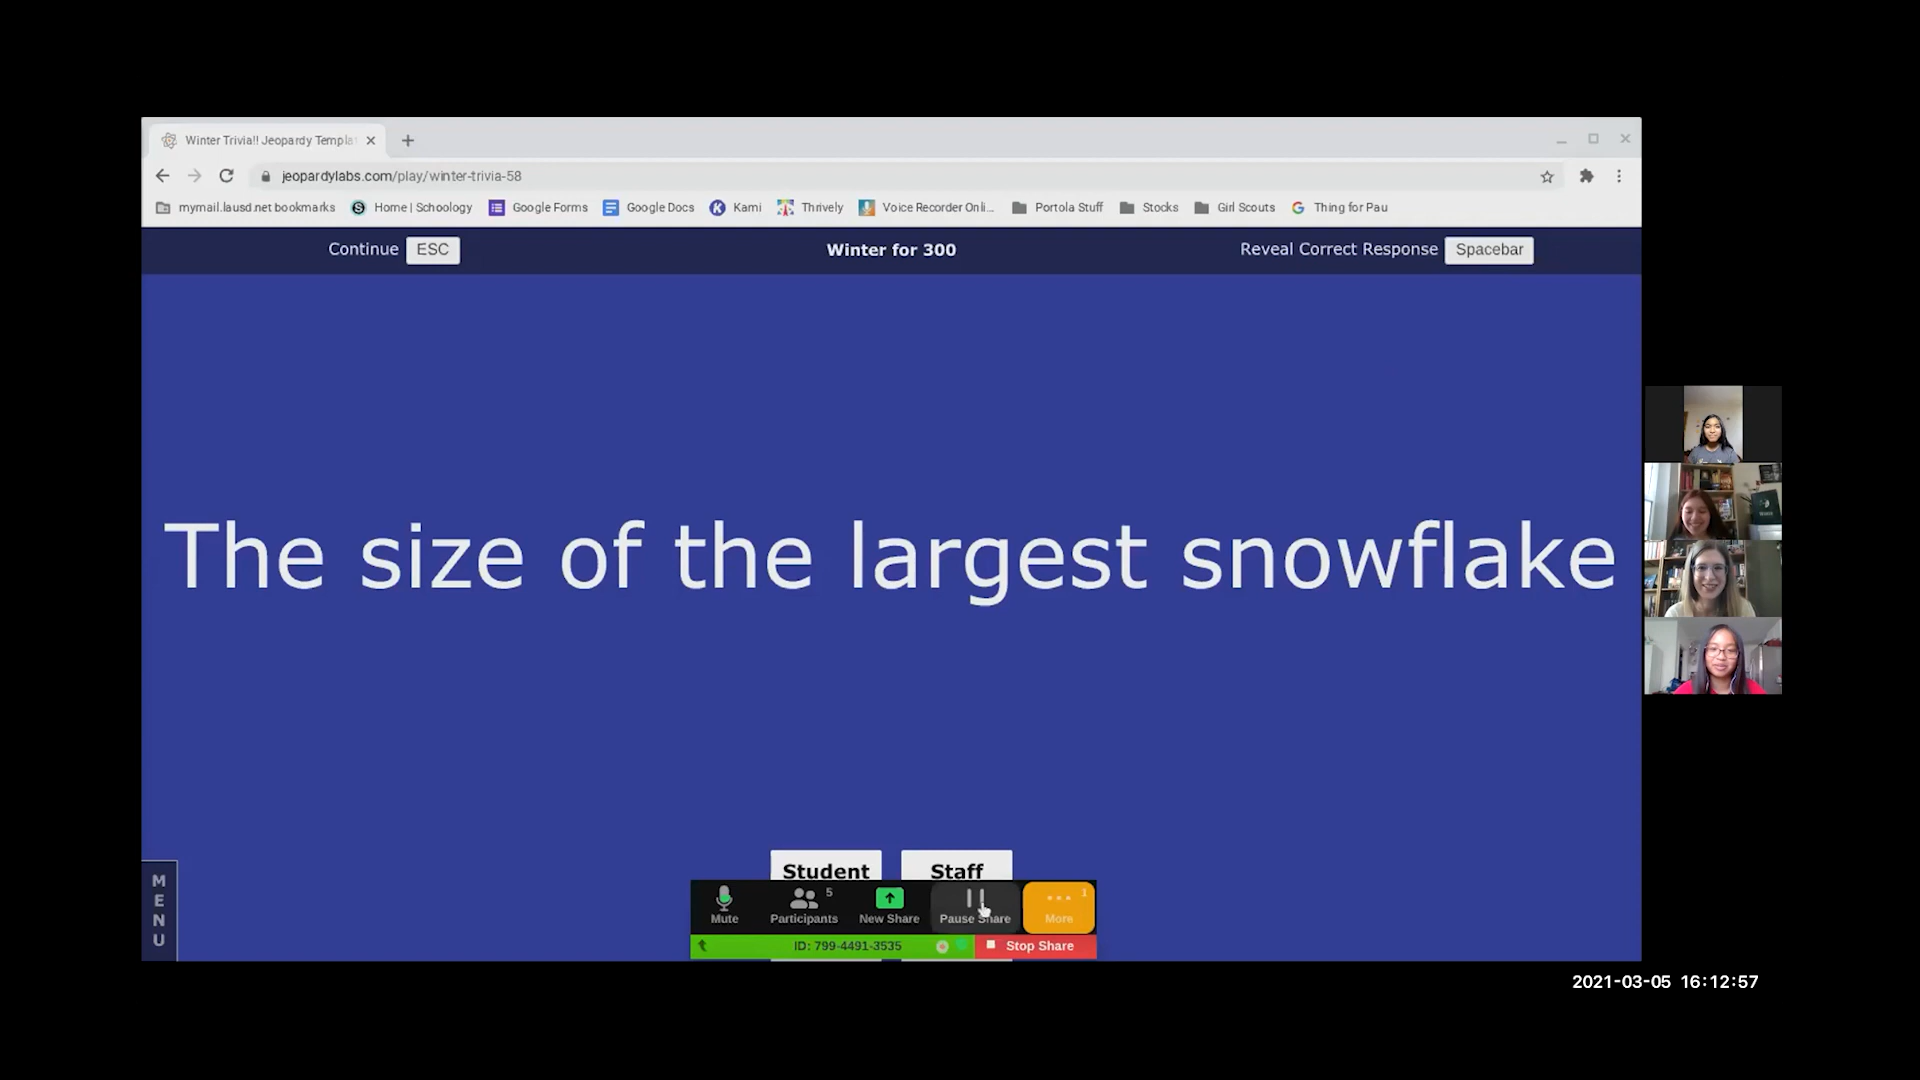 Winter Trivia!! Jeopardy Templa
jeopardylabs.com/play/winter-trivia-58
mymail.lausd.net bookmarks Home | Schoology Google Forms Google Docs Kami Thrively Voice Recorder Onli... Portola Stuff Stocks Girl Scouts Thing for Pau
Continue ESC Winter for 300 Reveal Correct Response Spacebar
The size of the largest snowflake
MENU
Student Staff
5 1
Mute Participants New Share Pause Share More
ID: 799-4491-3535 Stop Share
2021-03-05 16:12:57